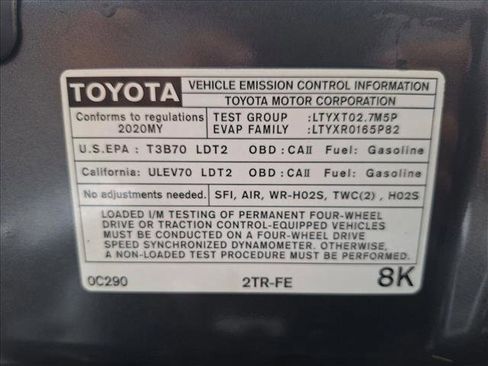 TOYOTA VEHICLE EMISSION CONTROL INFORMATION
TOYOTA MOTOR CORPORATION
Conforms to regulations TEST GROUP :LTYXT02.7M5P
2020MY EVAP FAMILY :LTYXR0165P82
U.S.EPA : T3B70 LDT2 OBD :CAII Fuel: Gasoline
California: ULEV70 LDT2 OBD :CAII Fuel: Gasoline
No adjustments needed. SFI, AIR, WR-HO2S, TWC(2), HO2S
LOADED I/M TESTING OF PERMANENT FOUR-WHEEL
DRIVE OR TRACTION CONTROL-EQUIPPED VEHICLES
MUST BE CONDUCTED ON A FOUR-WHEEL DRIVE
SPEED SYNCHRONIZED DYNAMOMETER. OTHERWISE,
A NON-LOADED TEST PROCEDURE MUST BE PERFORMED.
0C290 2TR-FE 8K